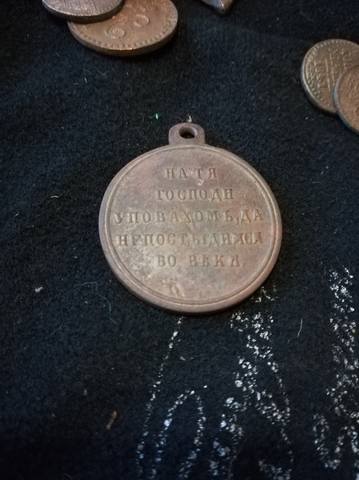 НА ТЯ
ГОСПОДИ
УПОВАХОМЪ, ДА
НЕ ПОСТЫДИМСЯ
ВО ВѢКИ